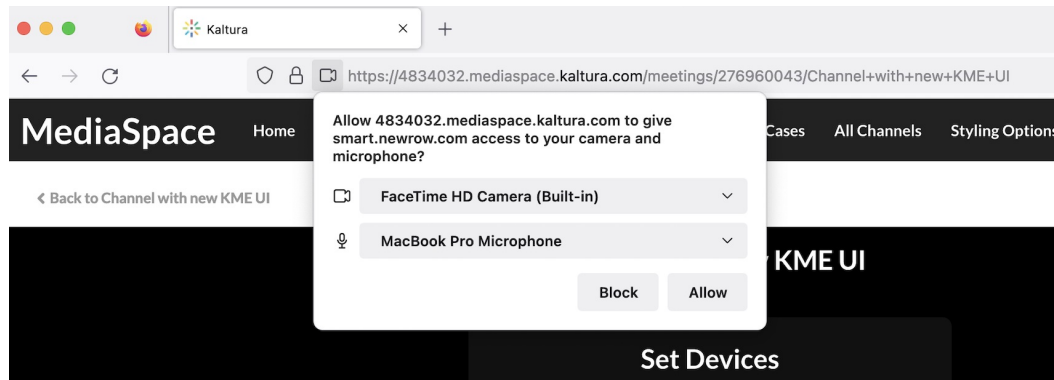 Kaltura
https://4834032.mediaspace.kaltura.com/meetings/276960043/Channel+with+new+KME+UI
MediaSpace Home Cases All Channels Styling Options
Allow 4834032.mediaspace.kaltura.com to give
smart.newrow.com access to your camera and
microphone?
Back to Channel with new KME UI
FaceTime HD Camera (Built-in)
MacBook Pro Microphone
KME UI
Block Allow
Set Devices